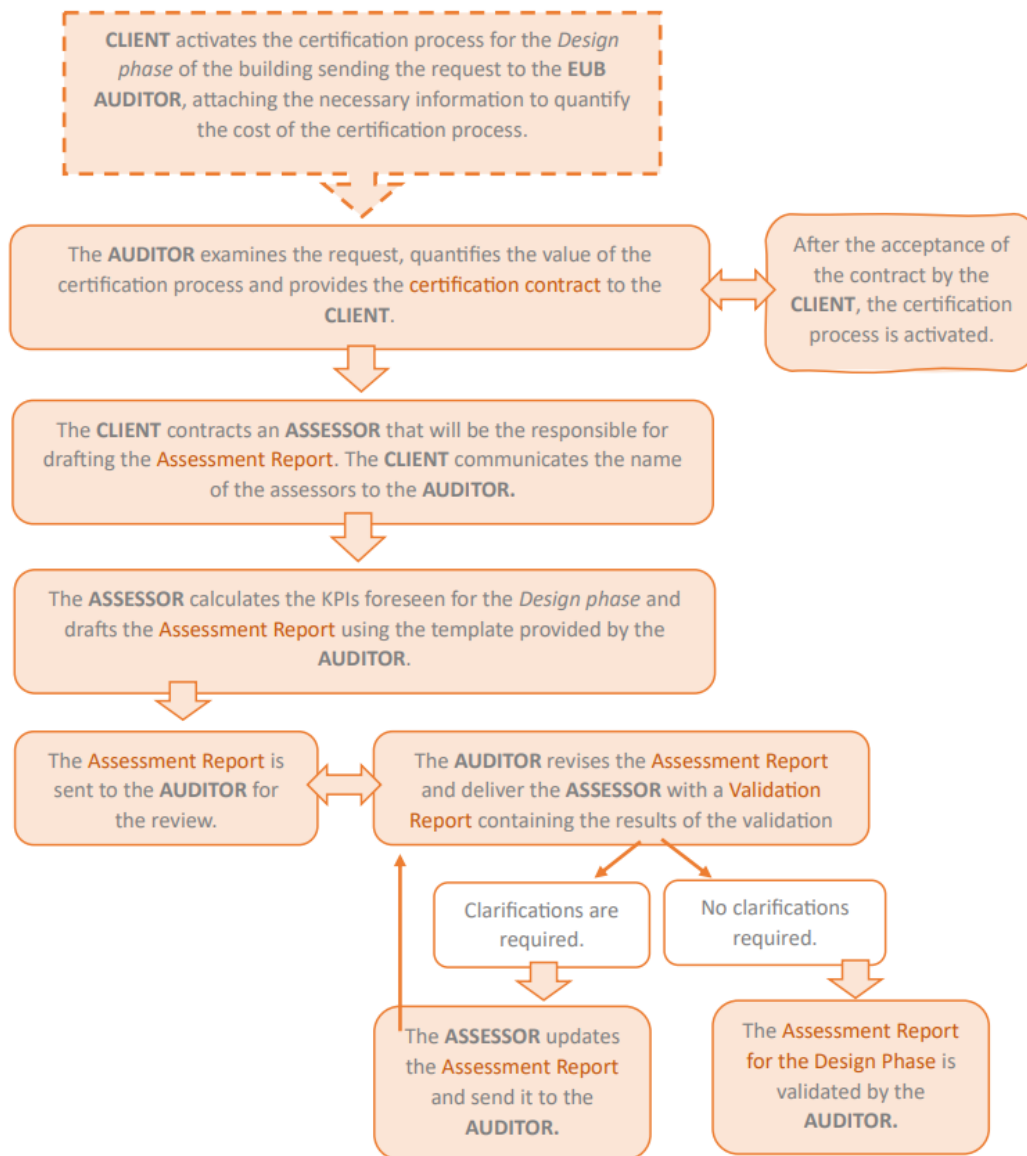 CLIENT activates the certification process for the Design
phase of the building sending the request to the EUB
AUDITOR, attaching the necessary information to quantify
the cost of the certification process.
The AUDITOR examines the request, quantifies the value of the
certification process and provides the certification contract to the
CLIENT.
After the acceptance of
the contract by the
CLIENT, the certification
process is activated.
The CLIENT contracts an ASSESSOR that will be the responsible for
drafting the Assessment Report. The CLIENT communicates the name
of the assessors to the AUDITOR.
The ASSESSOR calculates the KPIs foreseen for the Design phase and
drafts the Assessment Report using the template provided by the
AUDITOR.
The Assessment Report is
sent to the AUDITOR for
the review.
The AUDITOR revises the Assessment Report
and deliver the ASSESSOR with a Validation
Report containing the results of the validation
Clarifications are
required.
No clarifications
required.
The ASSESSOR updates
the Assessment Report
and send it to the
AUDITOR.
The Assessment Report
for the Design Phase is
validated by the
AUDITOR.